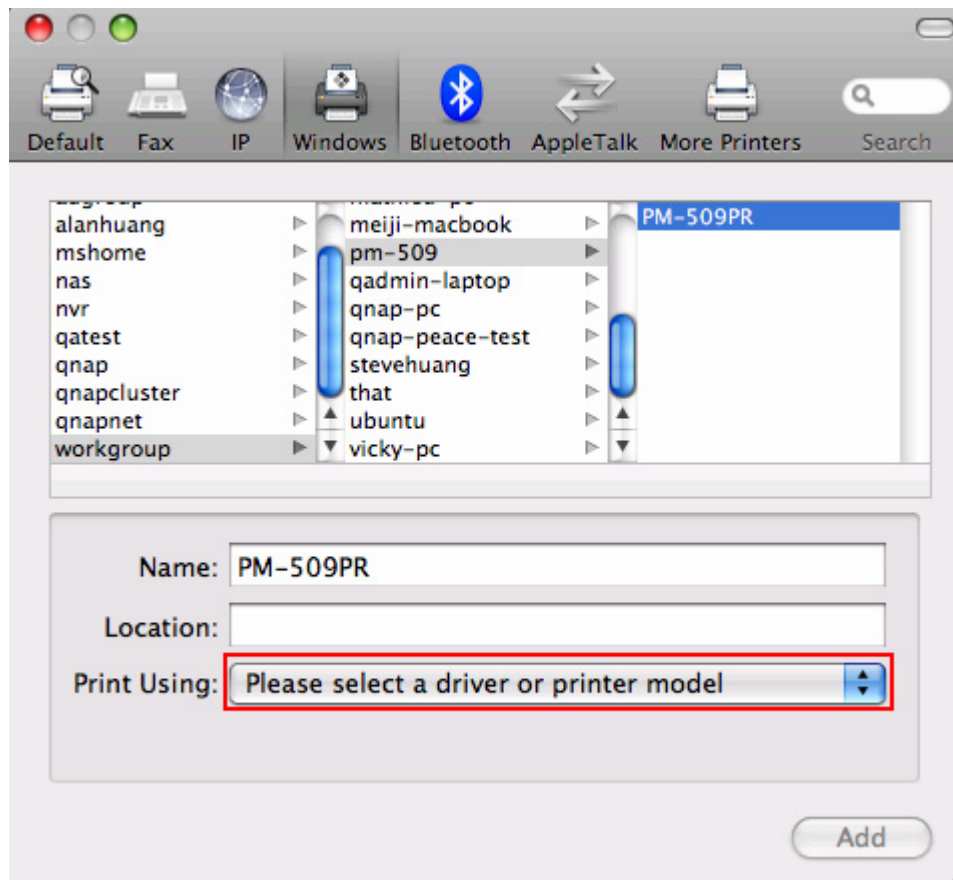 Default Fax IP Windows Bluetooth AppleTalk More Printers Search
alanhuang
mshome
nas
nvr
qatest
qnap
qnapcluster
qnapnet
workgroup
meiji-macbook
pm-509
qadmin-laptop
qnap-pc
qnap-peace-test
stevehuang
that
ubuntu
vicky-pc
PM-509PR
Name: PM-509PR
Location:
Print Using: Please select a driver or printer model
Add